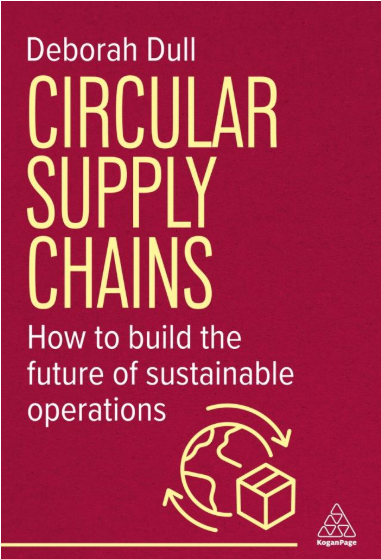 Deborah Dull
CIRCULAR
SUPPLY
CHAINS
How to build the
future of sustainable
operations
KoganPage